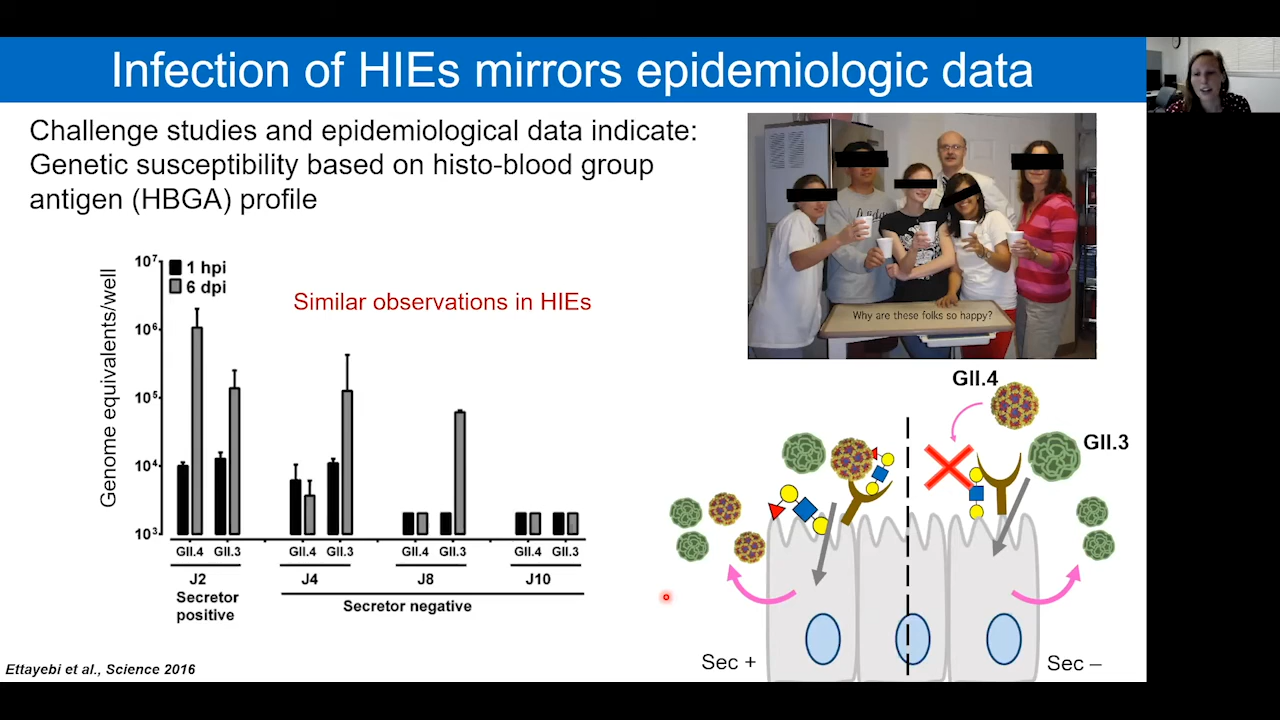 Infection of HIEs mirrors epidemiologic data
Challenge studies and epidemiological data indicate:
Genetic susceptibility based on histo-blood group
antigen (HBGA) profile
Genome equivalents/well
10⁷
10⁶
10⁵
10⁴
10³
1 hpi
6 dpi
Similar observations in HIEs
GII.4 GII.3 GII.4 GII.3 GII.4 GII.3 GII.4 GII.3
J2 J4 J8 J10
Secretor
positive
Secretor negative
Ettayebi et al., Science 2016
Why are these folks so happy?
GII.4
GII.3
Sec +
Sec –